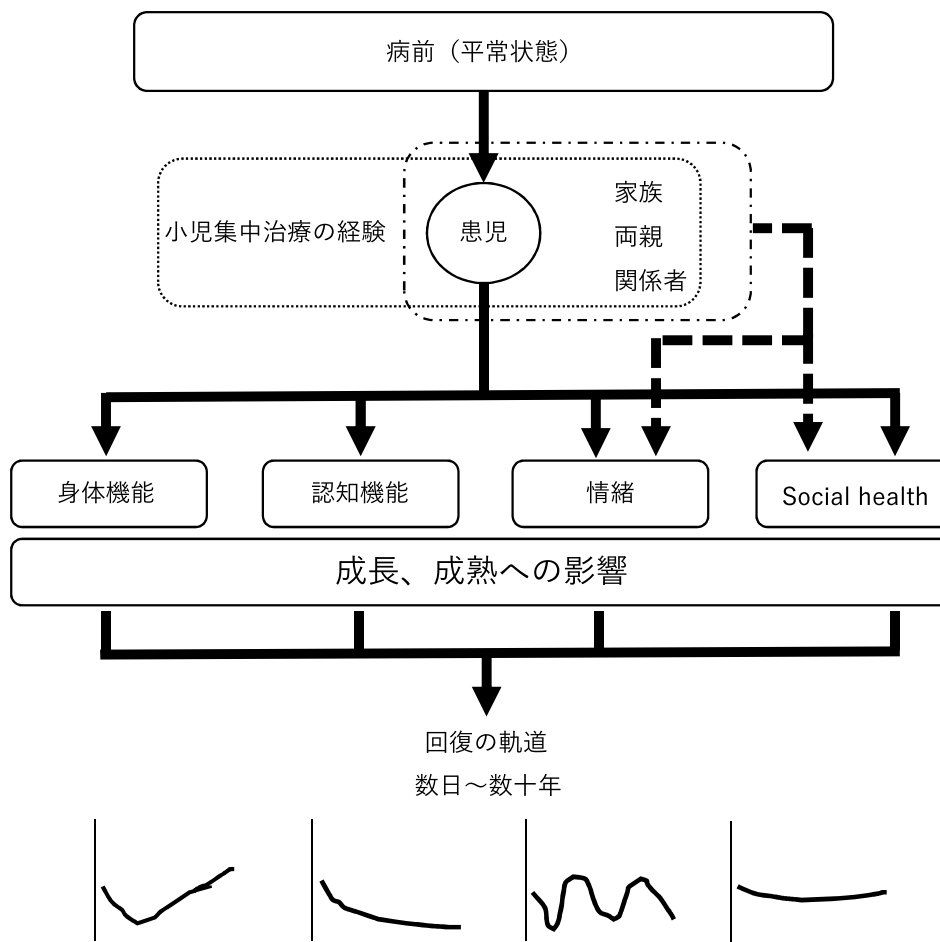 病前（平常状態）
小児集中治療の経験
患児
家族
両親
関係者
身体機能
認知機能
情緒
Social health
成長、成熟への影響
回復の軌道
数日～数十年